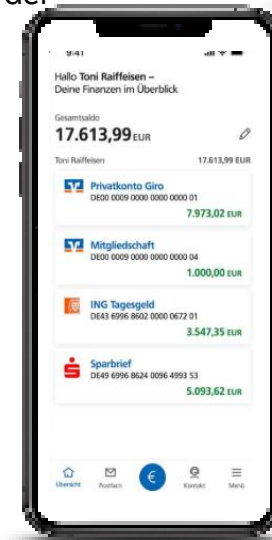 der
9:41
Hallo Toni Raiffeisen –
Deine Finanzen im Überblick
Gesamtsaldo
17.613,99 EUR
Toni Raiffeisen 17.613,99 EUR
Privatkonto Giro
DE00 0009 0000 0000 0000 01
7.973,02 EUR
Mitgliedschaft
DE00 0009 0000 0000 0000 04
1.000,00 EUR
ING Tagesgeld
DE43 6996 8602 0000 0672 01
3.547,35 EUR
Sparbrief
DE49 6996 8624 0096 4993 53
5.093,62 EUR
€
Übersicht Postfach Kontakt Menü